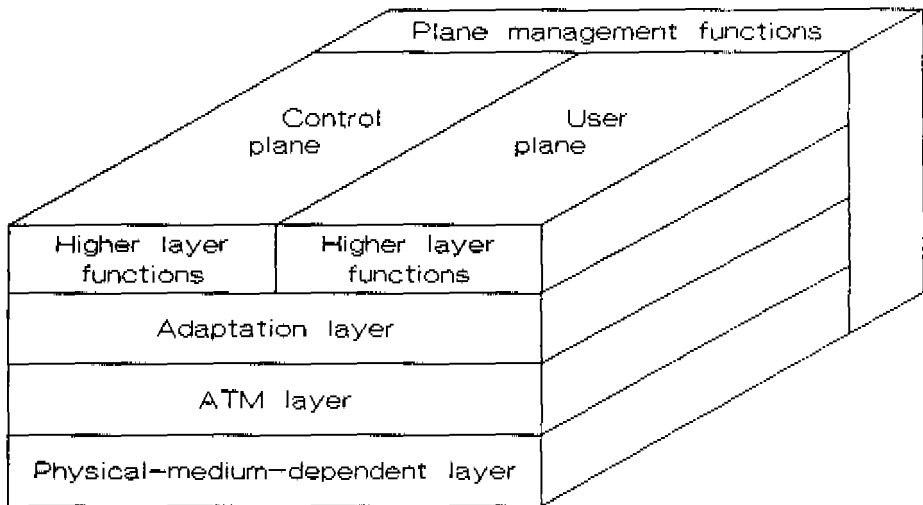 Plane management functions
Control
plane
User
plane
Higher layer
functions
Higher layer
functions
Adaptation layer
ATM layer
Physical-medium-dependent layer